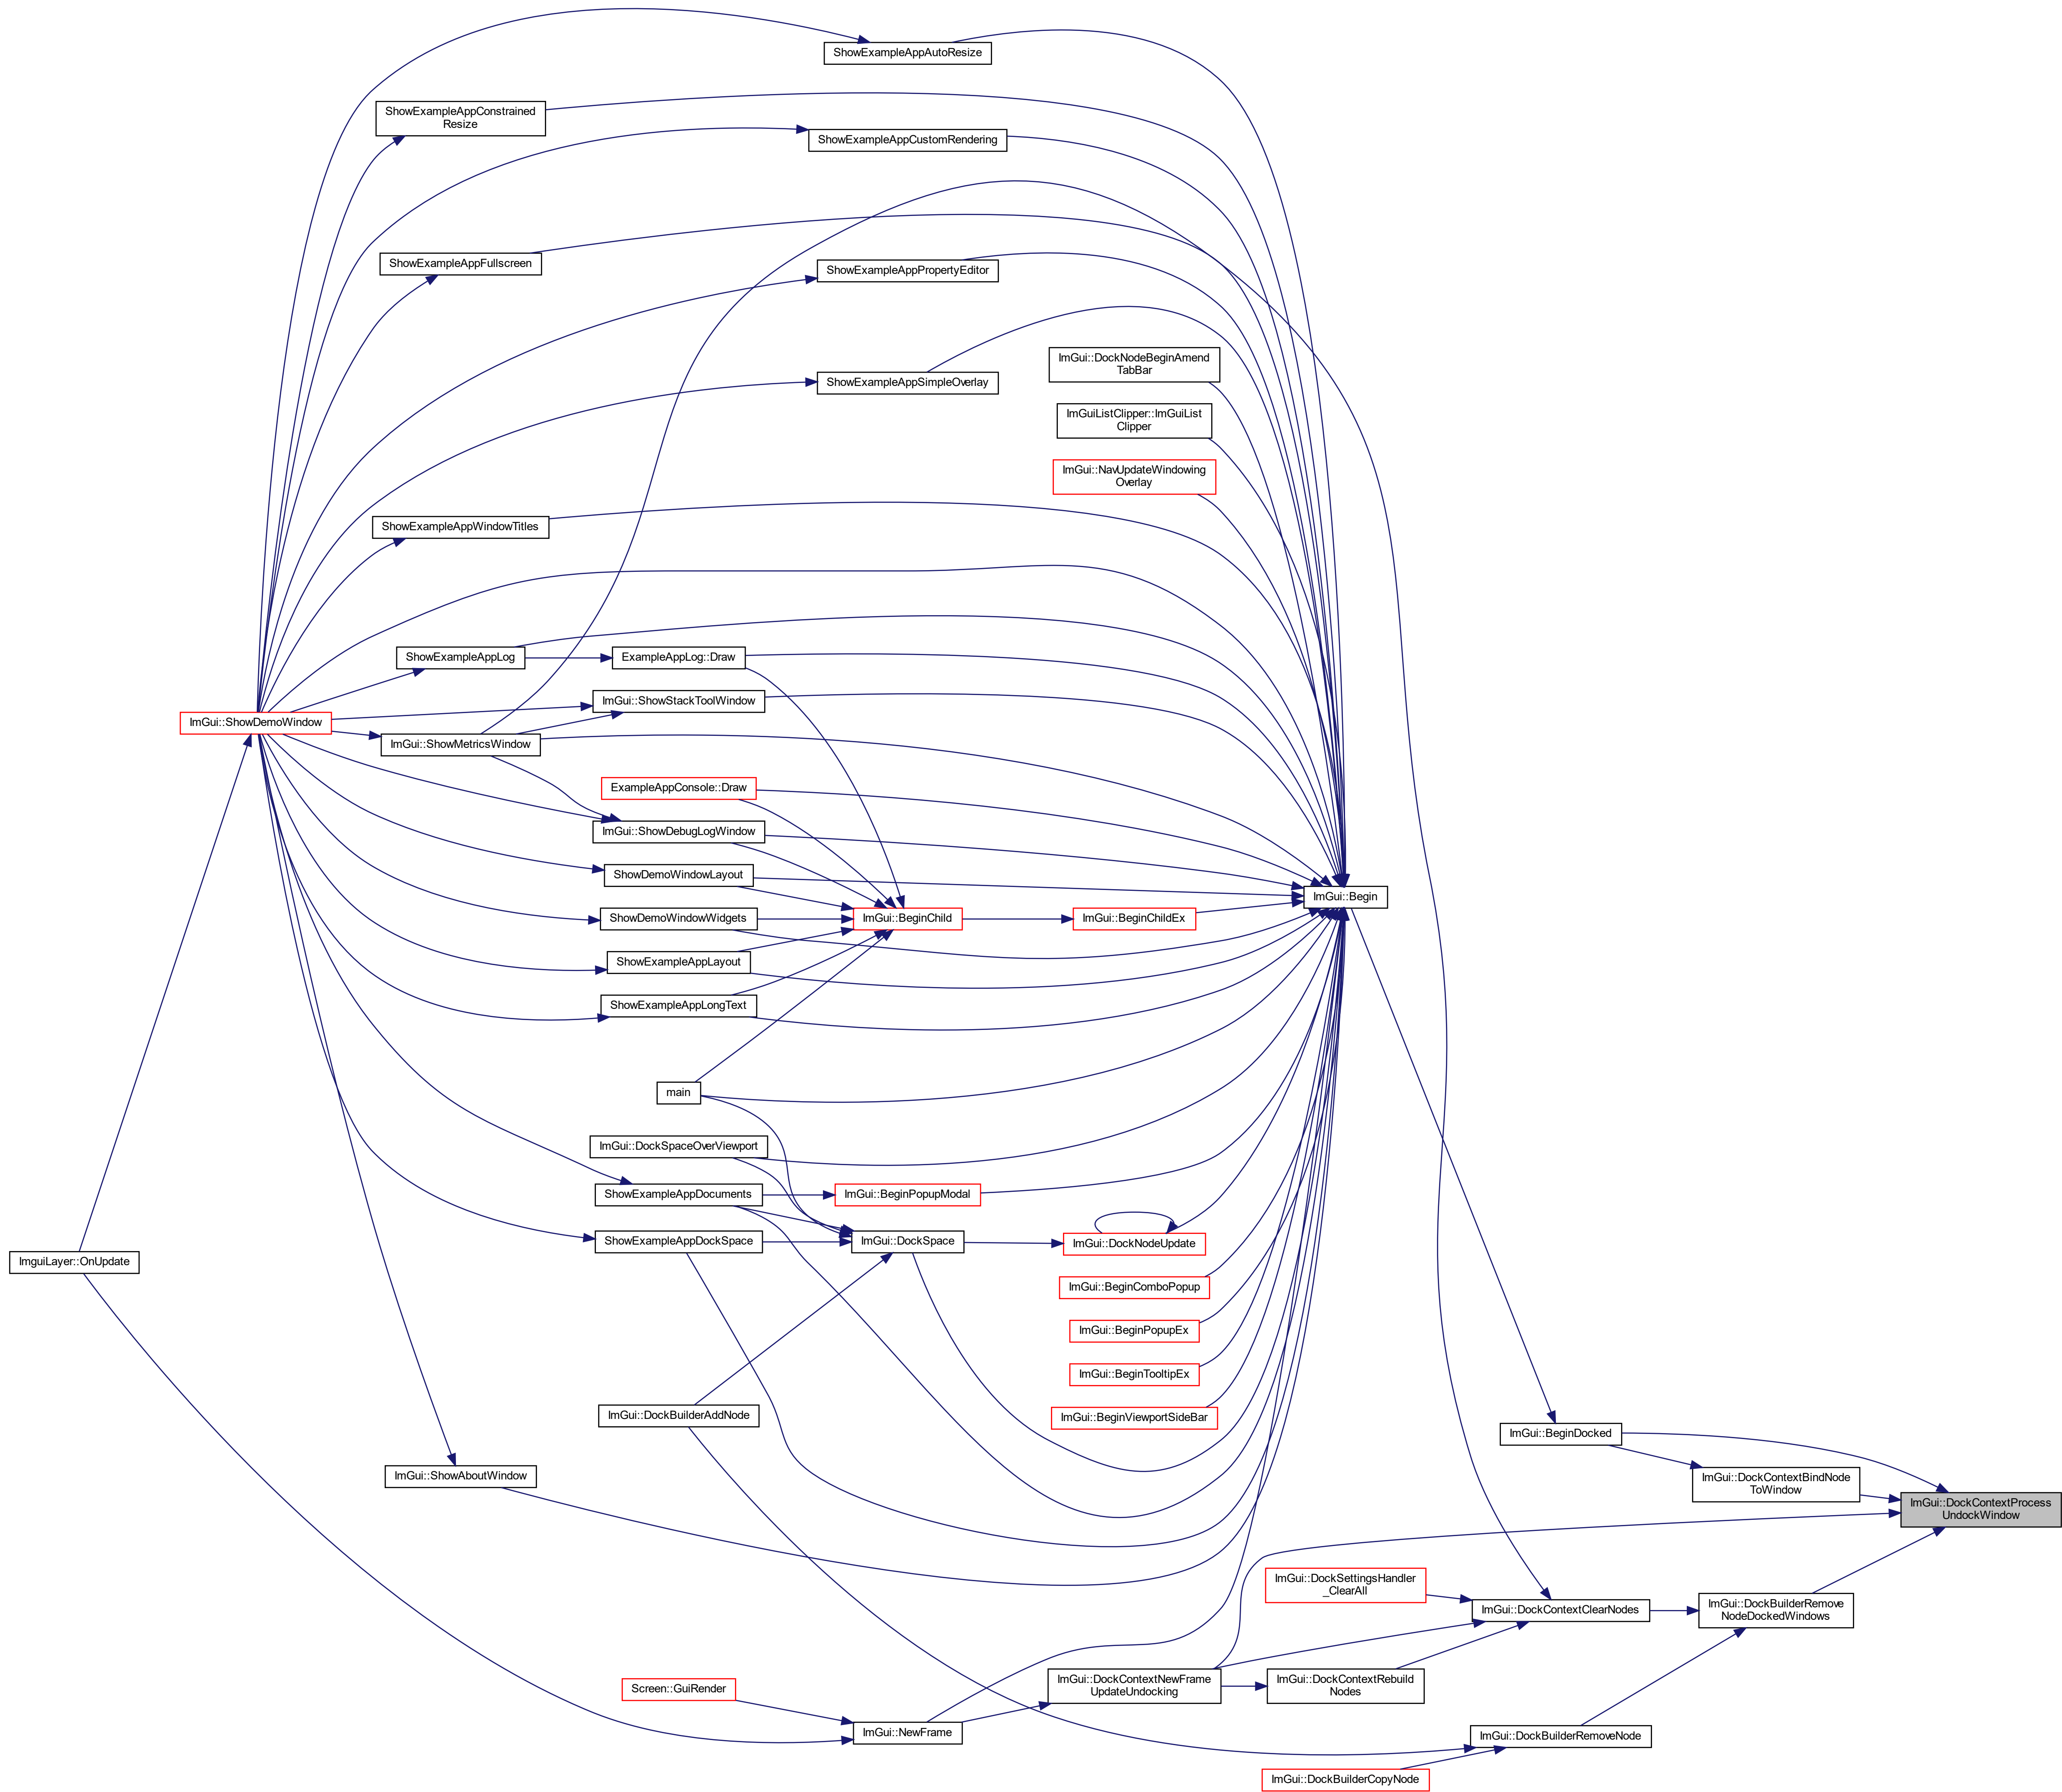 ShowExampleAppAutoResize
ShowExampleAppConstrained
Resize
ShowExampleAppCustomRendering
ShowExampleAppFullscreen
ShowExampleAppPropertyEditor
ImGui::DockNodeBeginAmend
TabBar
ShowExampleAppSimpleOverlay
ImGuiListClipper::ImGuiList
Clipper
ImGui::NavUpdateWindowing
Overlay
ShowExampleAppWindowTitles
ShowExampleAppLog
ExampleAppLog::Draw
ImGui::ShowStackToolWindow
ImGui::ShowDemoWindow
ImGui::ShowMetricsWindow
ExampleAppConsole::Draw
ImGui::ShowDebugLogWindow
ShowDemoWindowLayout
ImGui::Begin
ShowDemoWindowWidgets
ImGui::BeginChild
ImGui::BeginChildEx
ShowExampleAppLayout
ShowExampleAppLongText
main
ImGui::DockSpaceOverViewport
ShowExampleAppDocuments
ImGui::BeginPopupModal
ShowExampleAppDockSpace
ImGui::DockSpace
ImGui::DockNodeUpdate
ImguiLayer::OnUpdate
ImGui::BeginComboPopup
ImGui::BeginPopupEx
ImGui::BeginTooltipEx
ImGui::DockBuilderAddNode
ImGui::BeginViewportSideBar
ImGui::BeginDocked
ImGui::ShowAboutWindow
ImGui::DockContextBindNode
ToWindow
ImGui::DockContextProcess
UndockWindow
ImGui::DockSettingsHandler
_ClearAll
ImGui::DockContextClearNodes
ImGui::DockBuilderRemove
NodeDockedWindows
Screen::GuiRender
ImGui::DockContextNewFrame
UpdateUndocking
ImGui::DockContextRebuild
Nodes
ImGui::NewFrame
ImGui::DockBuilderRemoveNode
ImGui::DockBuilderCopyNode